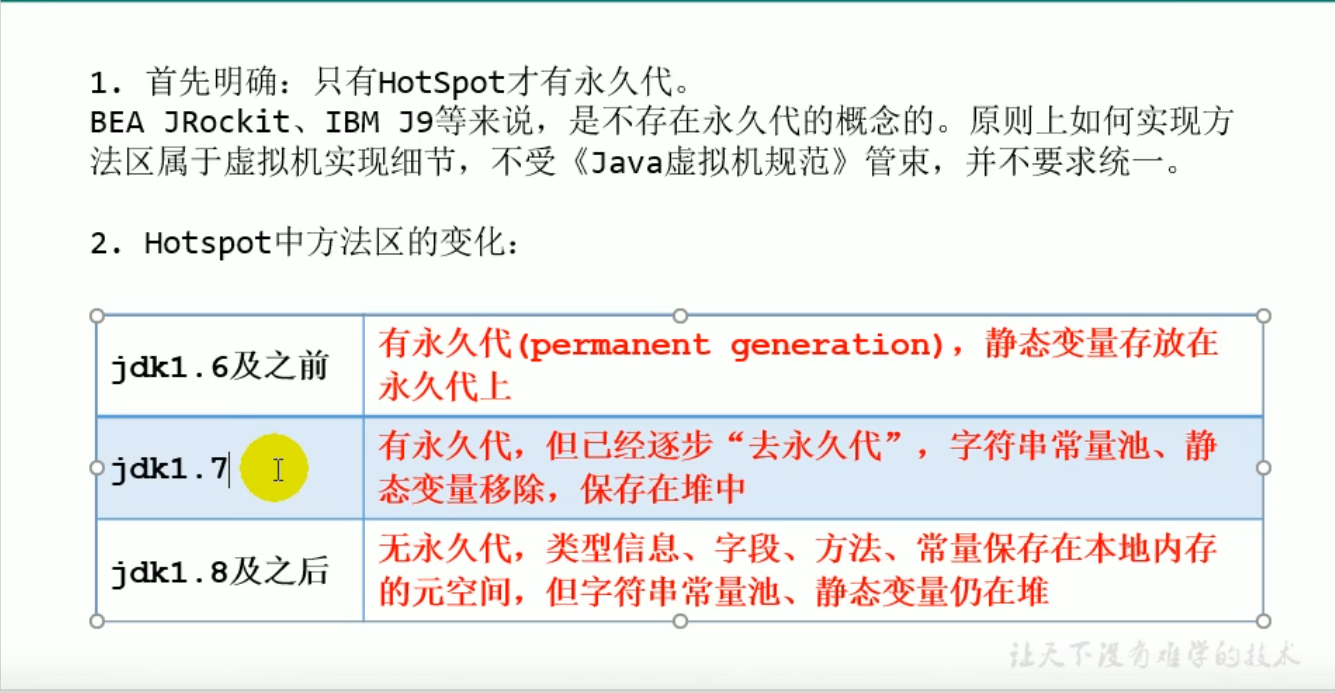 1. 首先明确：只有HotSpot才有永久代。
BEA JRockit、IBM J9等来说，是不存在永久代的概念的。原则上如何实现方
法区属于虚拟机实现细节，不受《Java虚拟机规范》管束，并不要求统一。
2. Hotspot中方法区的变化：
jdk1.6及之前
有永久代(permanent generation)，静态变量存放在
永久代上
jdk1.7
有永久代，但已经逐步“去永久代”，字符串常量池、静
态变量移除，保存在堆中
jdk1.8及之后
无永久代，类型信息、字段、方法、常量保存在本地内存
的元空间，但字符串常量池、静态变量仍在堆
让天下没有难学的技术